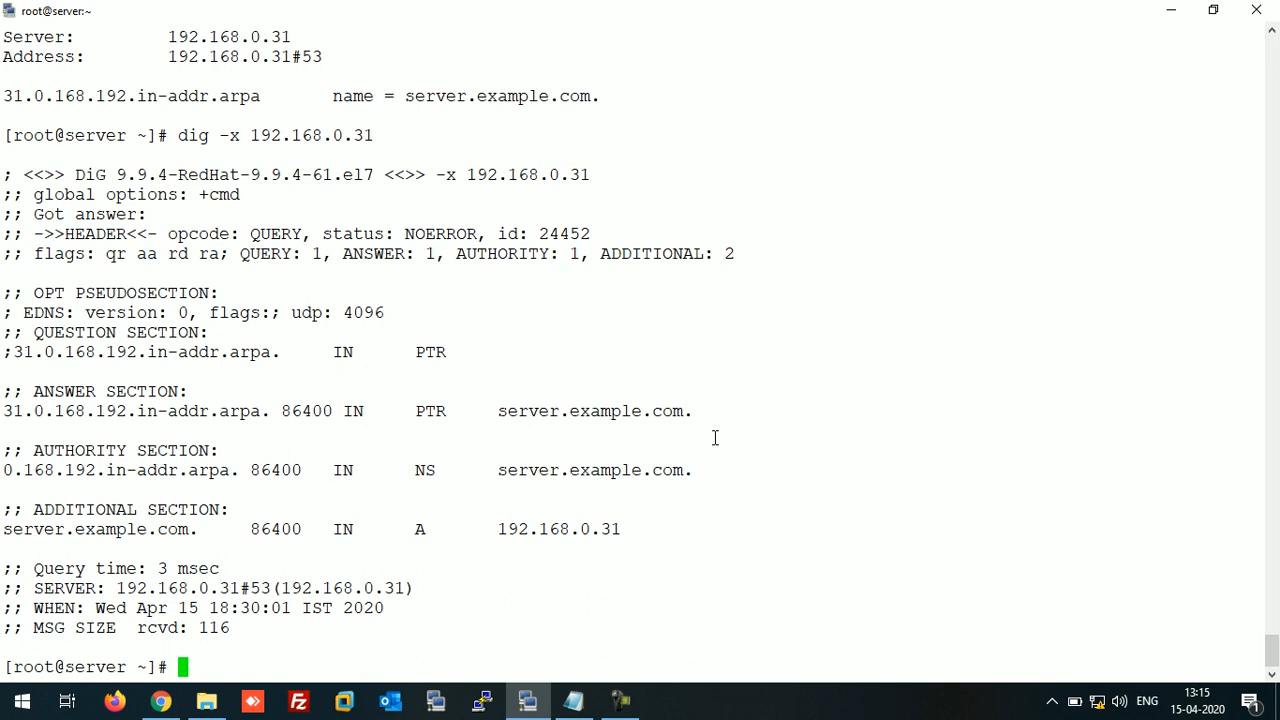 root@server:~
Server:         192.168.0.31
Address:        192.168.0.31#53
31.0.168.192.in-addr.arpa       name = server.example.com.
[root@server ~]# dig -x 192.168.0.31
; <<>> DiG 9.9.4-RedHat-9.9.4-61.el7 <<>> -x 192.168.0.31
;; global options: +cmd
;; Got answer:
;; ->>HEADER<<- opcode: QUERY, status: NOERROR, id: 24452
;; flags: qr aa rd ra; QUERY: 1, ANSWER: 1, AUTHORITY: 1, ADDITIONAL: 2
;; OPT PSEUDOSECTION:
; EDNS: version: 0, flags:; udp: 4096
;; QUESTION SECTION:
;31.0.168.192.in-addr.arpa.     IN      PTR
;; ANSWER SECTION:
31.0.168.192.in-addr.arpa. 86400 IN     PTR     server.example.com.
;; AUTHORITY SECTION:
0.168.192.in-addr.arpa. 86400   IN      NS      server.example.com.
;; ADDITIONAL SECTION:
server.example.com.     86400   IN      A       192.168.0.31
;; Query time: 3 msec
;; SERVER: 192.168.0.31#53(192.168.0.31)
;; WHEN: Wed Apr 15 18:30:01 IST 2020
;; MSG SIZE  rcvd: 116
[root@server ~]#
ENG
13:15
15-04-2020
1